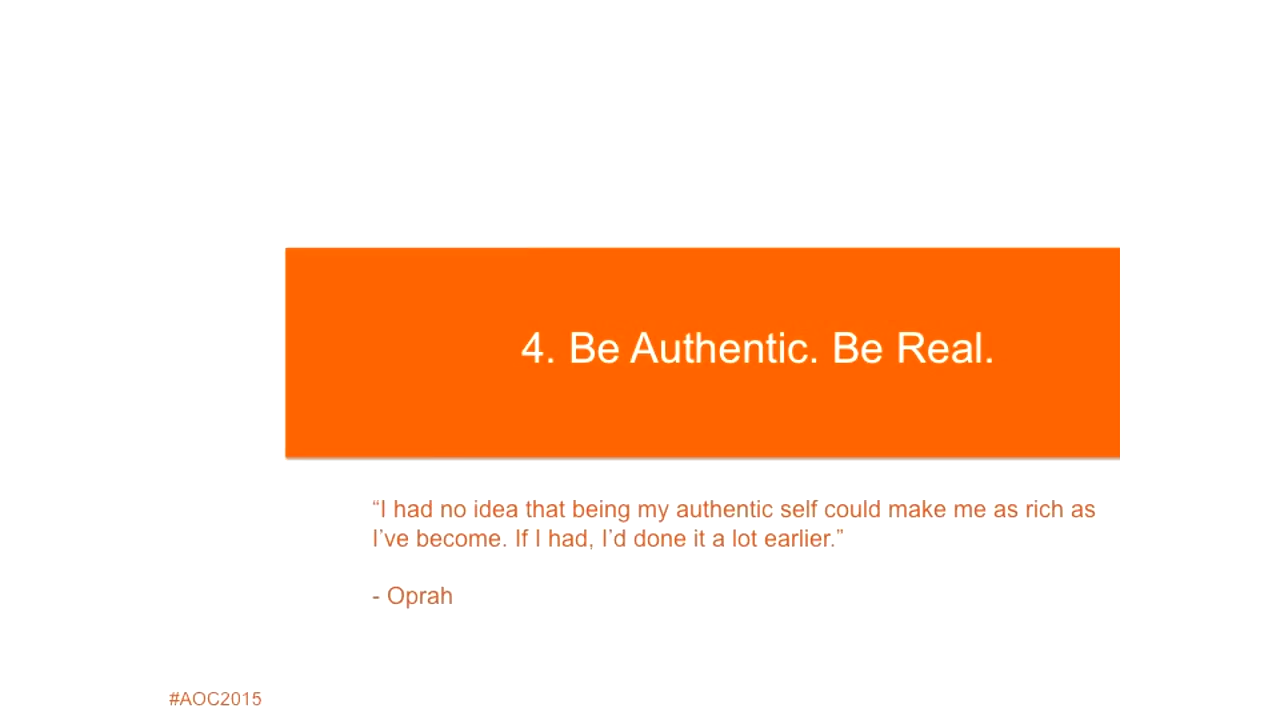 4. Be Authentic. Be Real.
“I had no idea that being my authentic self could make me as rich as
I’ve become. If I had, I’d done it a lot earlier.”
- Oprah
#AOC2015